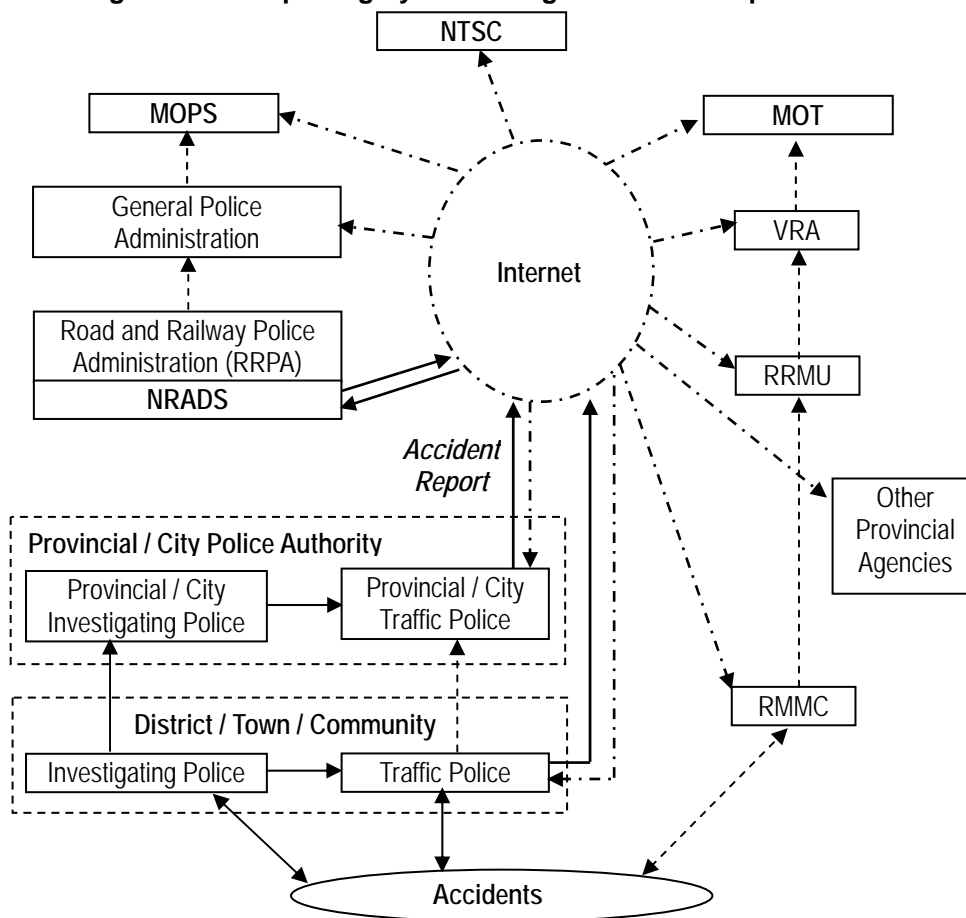 NTSC
MOPS
MOT
General Police
Administration
VRA
Internet
Road and Railway Police
Administration (RRPA)
NRADS
RRMU
Accident
Report
Other
Provincial
Agencies
Provincial / City Police Authority
Provincial / City
Investigating Police
Provincial / City
Traffic Police
RMMC
District / Town / Community
Investigating Police
Traffic Police
Accidents